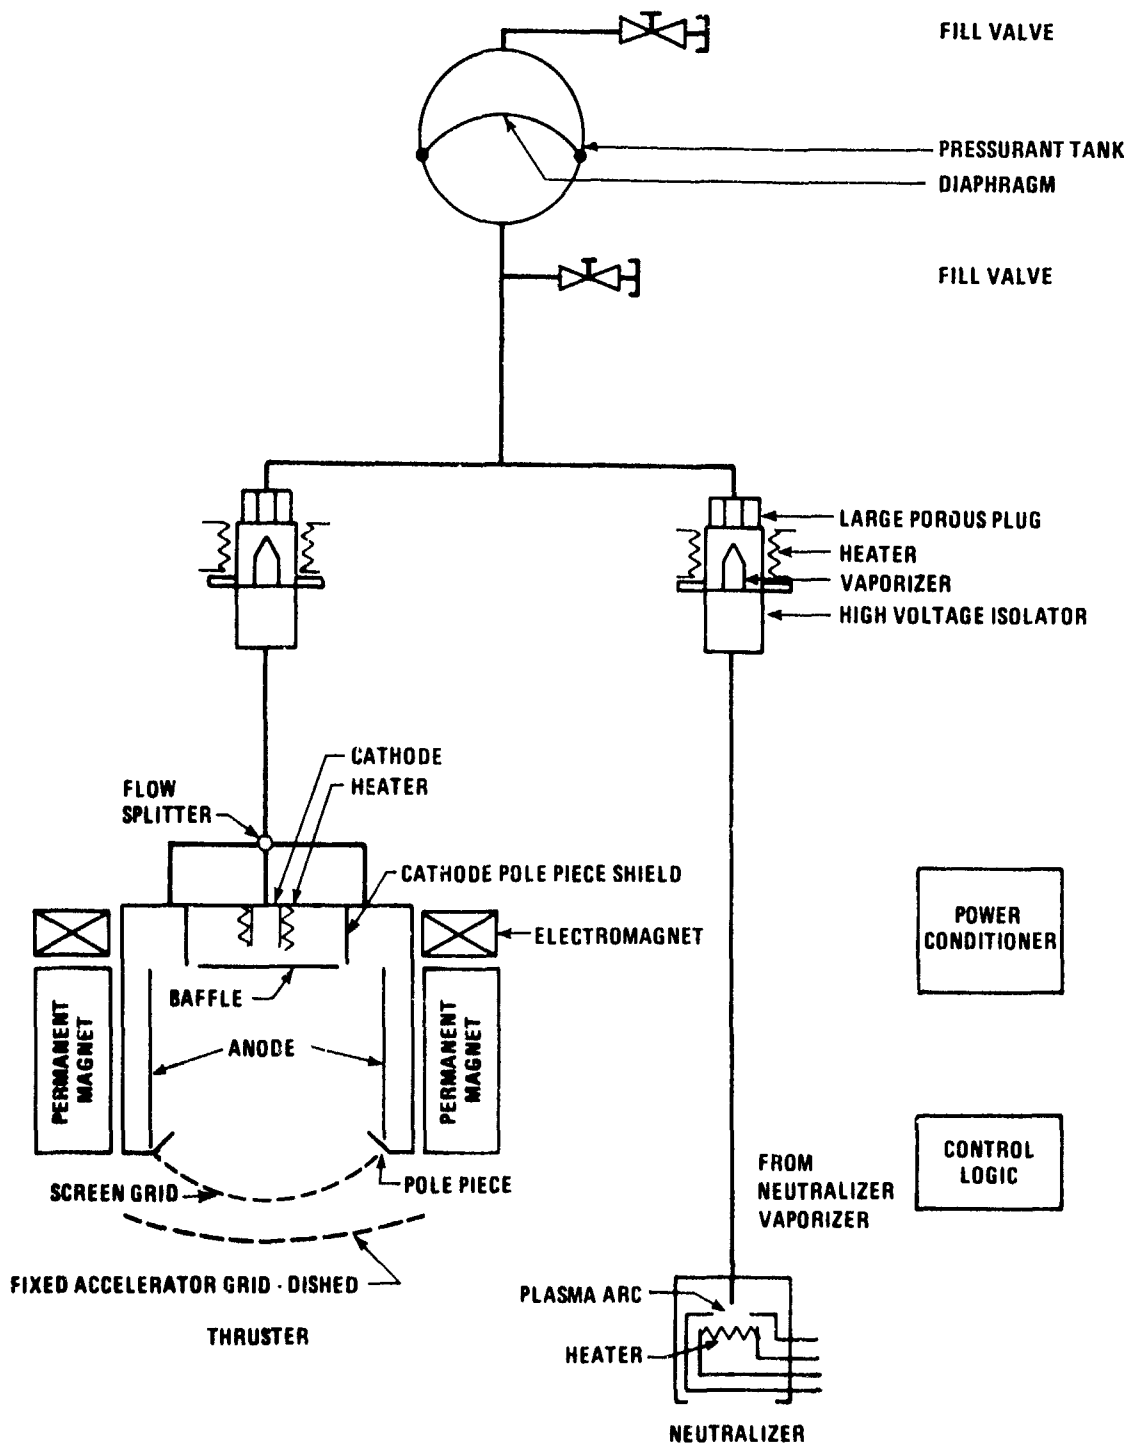 FILL VALVE
PRESSURANT TANK
DIAPHRAGM
FILL VALVE
LARGE POROUS PLUG
HEATER
VAPORIZER
HIGH VOLTAGE ISOLATOR
CATHODE
HEATER
FLOW
SPLITTER
CATHODE POLE PIECE SHIELD
ELECTROMAGNET
BAFFLE
PERMANENT
MAGNET
ANODE
PERMANENT
MAGNET
SCREEN GRID
POLE PIECE
FIXED ACCELERATOR GRID - DISHED
THRUSTER
POWER
CONDITIONER
CONTROL
LOGIC
FROM
NEUTRALIZER
VAPORIZER
PLASMA ARC
HEATER
NEUTRALIZER